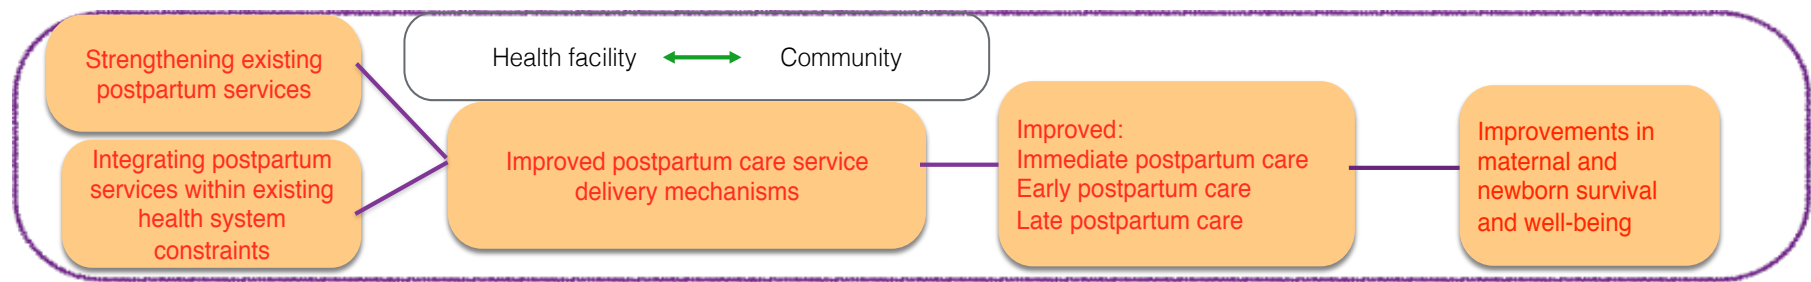 Strengthening existing
postpartum services
Integrating postpartum
services within existing
health system
constraints
Health facility
Community
Improved postpartum care service
delivery mechanisms
Improved:
Immediate postpartum care
Early postpartum care
Late postpartum care
Improvements in
maternal and
newborn survival
and well-being